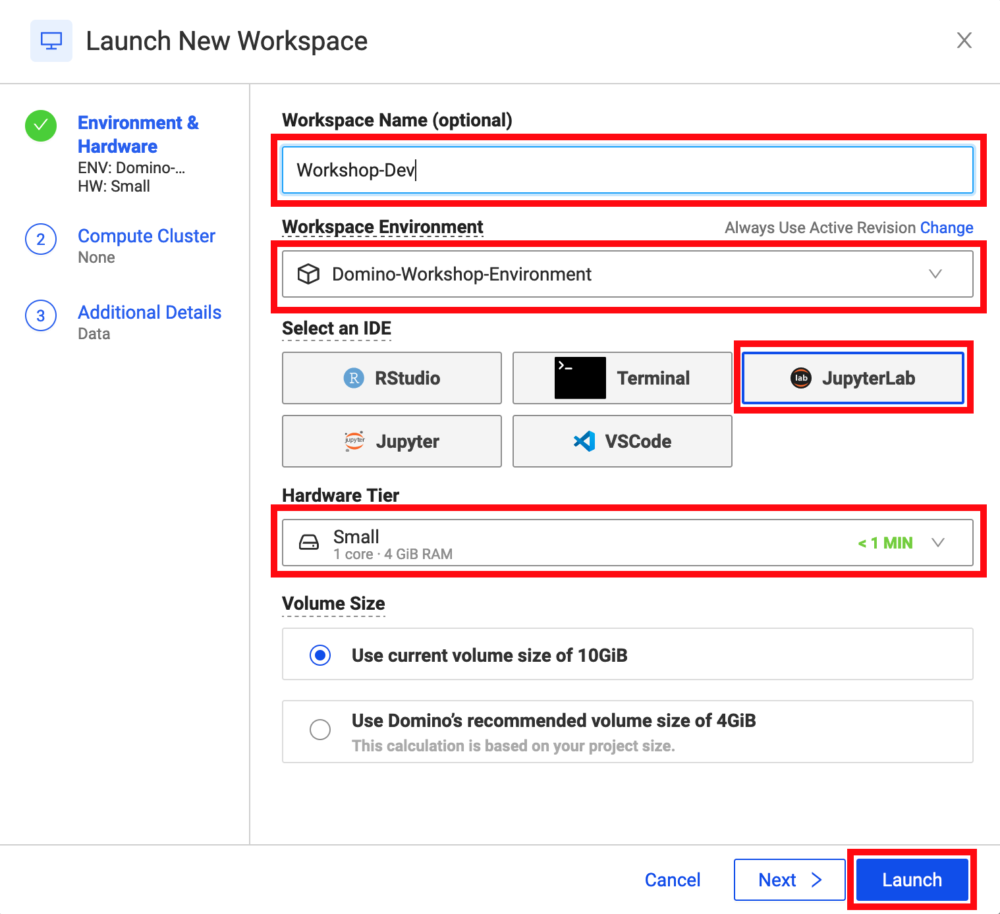 Launch New Workspace
Environment &
Hardware
ENV: Domino-...
HW: Small
2
Compute Cluster
None
3
Additional Details
Data
Workspace Name (optional)
Workshop-Dev
Workspace Environment
Always Use Active Revision Change
Domino-Workshop-Environment
Select an IDE
R RStudio
>_ Terminal
lab JupyterLab
jupyter Jupyter
VSCode
Hardware Tier
Small
1 core · 4 GiB RAM
< 1 MIN
Volume Size
Use current volume size of 10GiB
Use Domino’s recommended volume size of 4GiB
This calculation is based on your project size.
Cancel
Next
Launch